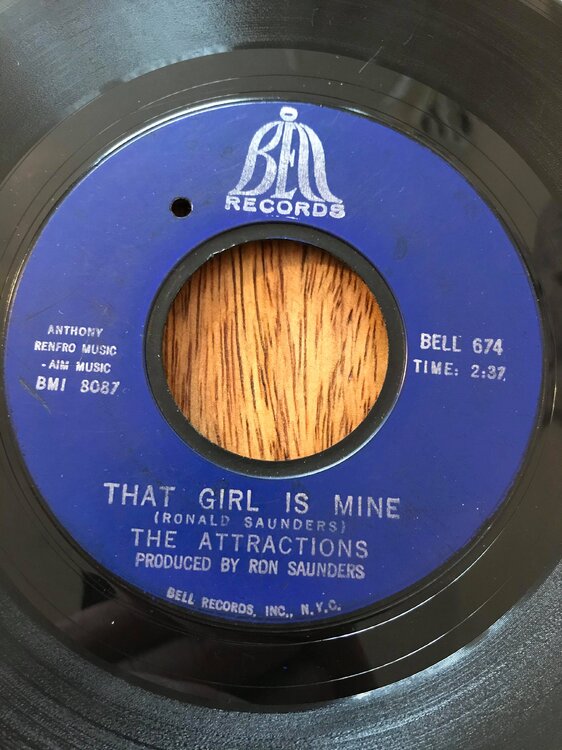 BELL
RECORDS
ANTHONY
RENFRO MUSIC
- AIM MUSIC
BMI 8087
BELL 674
TIME: 2:37
THAT GIRL IS MINE
(RONALD SAUNDERS)
THE ATTRACTIONS
PRODUCED BY RON SAUNDERS
BELL RECORDS, INC., N.Y.C.